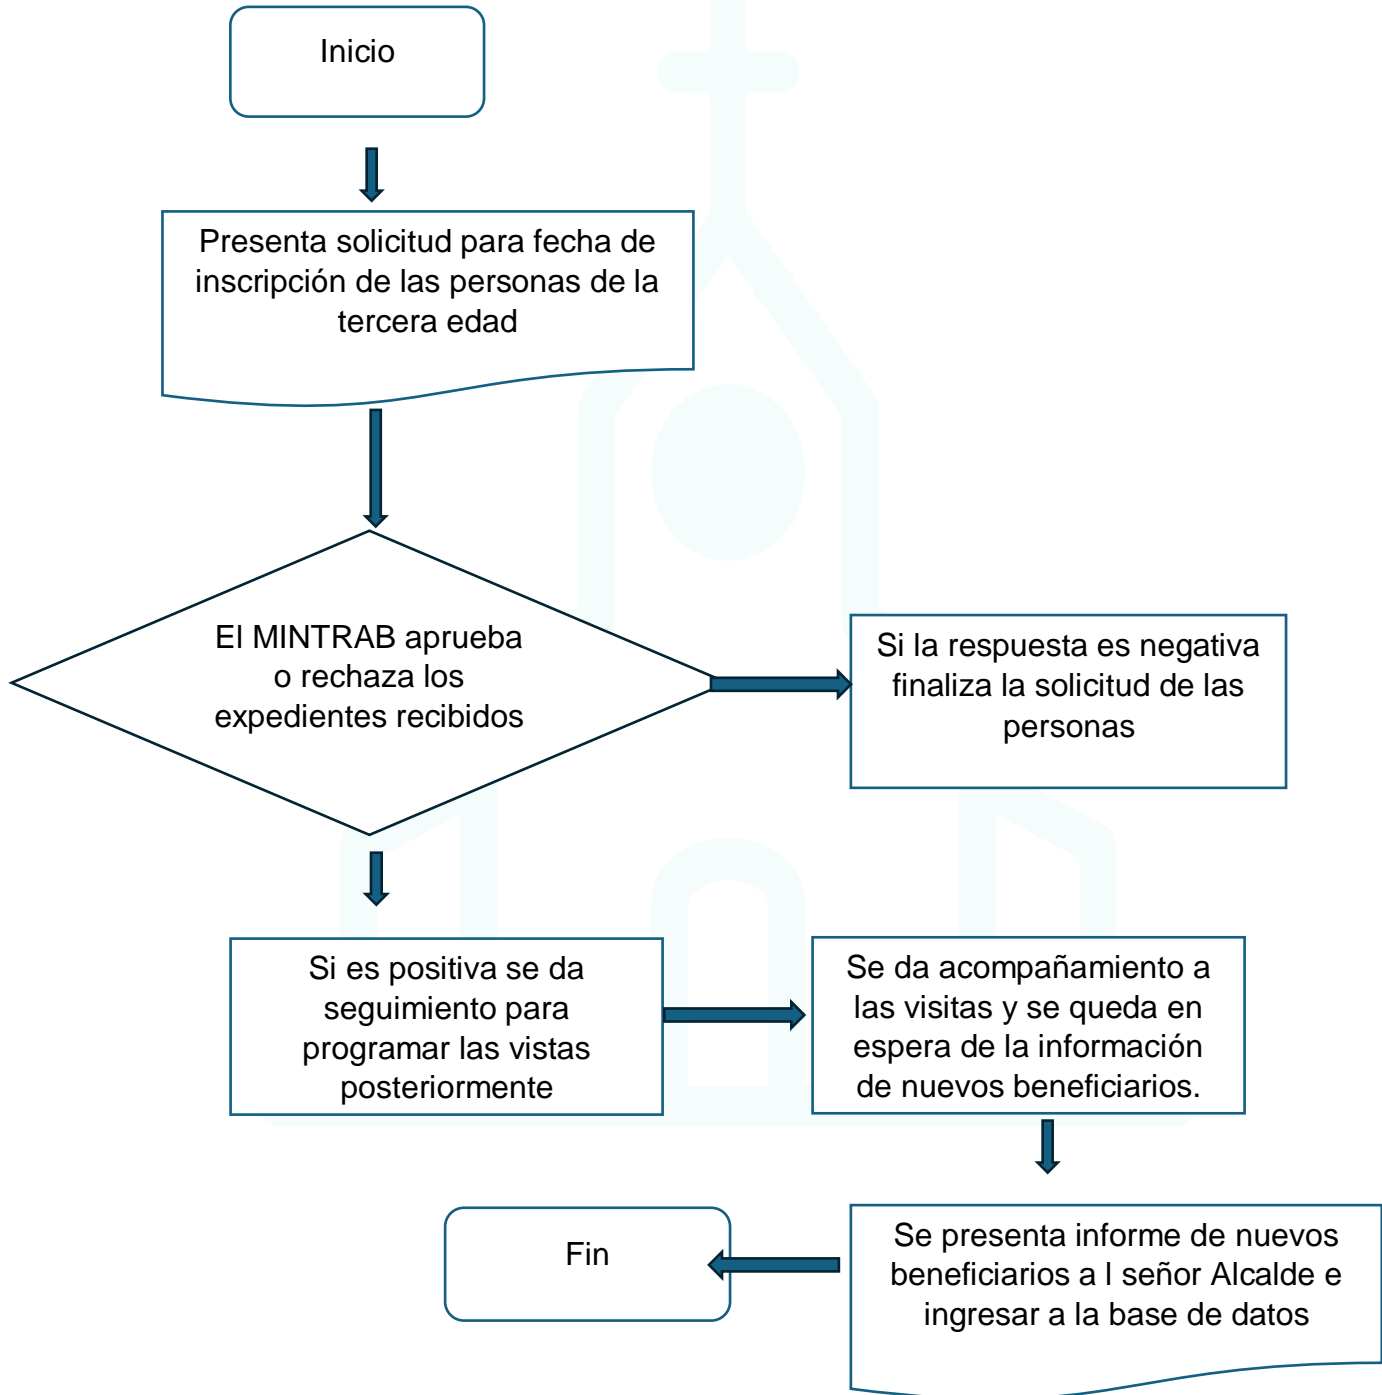 Inicio
Presenta solicitud para fecha de
inscripción de las personas de la
tercera edad
El MINTRAB aprueba
o rechaza los
expedientes recibidos
Si la respuesta es negativa
finaliza la solicitud de las
personas
Si es positiva se da
seguimiento para
programar las vistas
posteriormente
Se da acompañamiento a
las visitas y se queda en
espera de la información
de nuevos beneficiarios.
Se presenta informe de nuevos
beneficiarios a l señor Alcalde e
ingresar a la base de datos
Fin